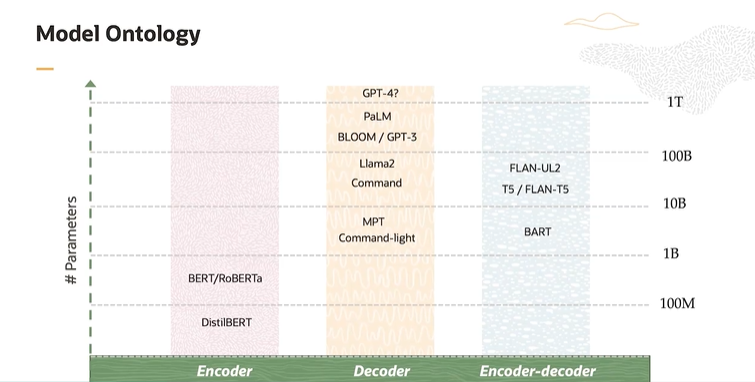 Model Ontology
# Parameters
GPT-4?
PaLM
BLOOM / GPT-3
Llama2
Command
MPT
Command-light
FLAN-UL2
T5 / FLAN-T5
BART
BERT/RoBERTa
DistilBERT
1T
100B
10B
1B
100M
Encoder
Decoder
Encoder-decoder